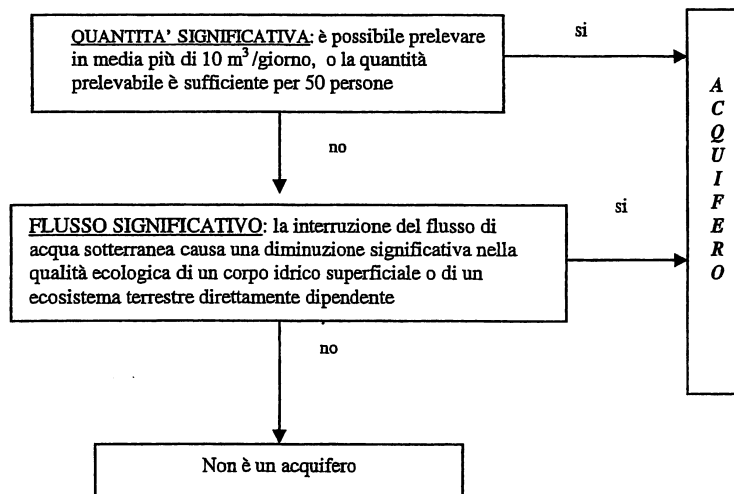 QUANTITA' SIGNIFICATIVA: è possibile prelevare
in media più di 10 m³/giorno, o la quantità
prelevabile è sufficiente per 50 persone
si
no
FLUSSO SIGNIFICATIVO: la interruzione del flusso di
acqua sotterranea causa una diminuzione significativa nella
qualità ecologica di un corpo idrico superficiale o di un
ecosistema terrestre direttamente dipendente
si
no
Non è un acquifero
A
C
Q
U
I
F
E
R
O